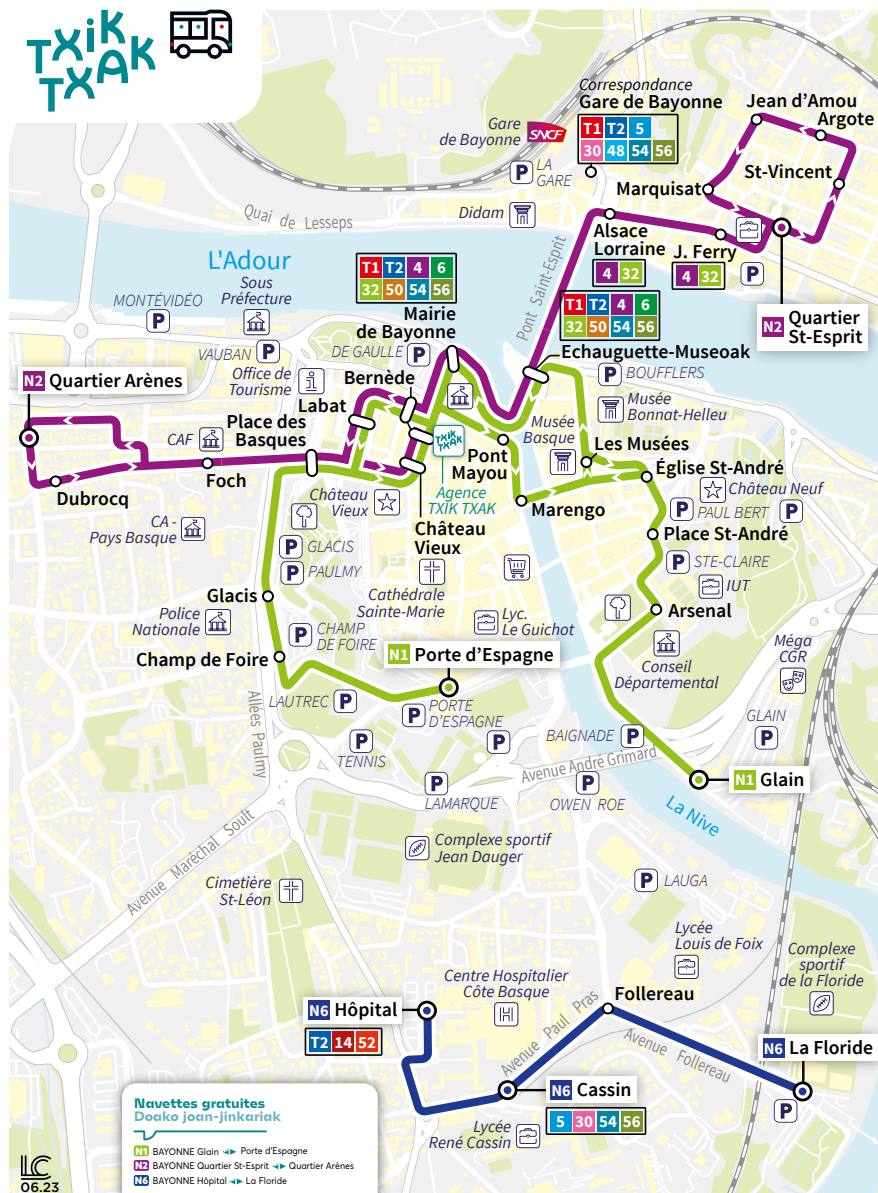 TXIK
TXAK
Correspondance
Gare de Bayonne
T1 T2 5
30 48 54 56
Gare
de Bayonne
SNCF
P
LA
GARE
Jean d'Amou
Argote
St-Vincent
Marquisat
Quai de Lesseps
Didam
Alsace
Lorraine
4 32
J. Ferry
4 32
P
N2 Quartier
St-Esprit
L'Adour
Pont Saint-Esprit
MONTÉVIDÉO
P
Sous
Préfecture
T1 T2 4 6
32 50 54 56
Mairie
de Bayonne
T1 T2 4 6
32 50 54 56
Echauguette-Museoak
VAUBAN P
DE GAULLE P
P BOUFFLERS
Office de
Tourisme
i
N2 Quartier Arènes
Bernède
Labat
Place des
Basques
CAF
Musée
Bonnat-Helleu
Musée
Basque
Les Musées
Pont
Mayou
Foch
Dubrocq
TXIK
TXAK
Agence
TXIK TXAK
Château
Vieux
Château
Vieux
Marengo
Église St-André
Château Neuf
P PAUL BERT P
Place St-André
CA -
Pays Basque
P GLACIS
P PAULMY
P STE-CLAIRE
IUT
Cathédrale
Sainte-Marie
Glacis
Police
Nationale
Lyc.
Le Guichot
Arsenal
P CHAMP
DE FOIRE
Champ de Foire
N1 Porte d'Espagne
Conseil
Départemental
Méga
CGR
LAUTREC P
P PORTE
D'ESPAGNE
P
P
TENNIS
BAIGNADE P
GLAIN
P
Allées Paulmy
Avenue André Grimard
P
LAMARQUE
P
OWEN ROE
N1 Glain
La Nive
Avenue Maréchal Soult
Complexe sportif
Jean Dauger
Cimetière
St-Léon
P LAUGA
Lycée
Louis de Foix
Complexe
sportif
de la Floride
Centre Hospitalier
Côte Basque
H
N6 Hôpital
T2 14 52
Follereau
Avenue Paul Pras
Avenue Follereau
N6 La Floride
P
N6 Cassin
5 30 54 56
Lycée
René Cassin
Navettes gratuites
Doako joan-jinkariak
N1 BAYONNE Glain ◄► Porte d'Espagne
N2 BAYONNE Quartier St-Esprit ◄► Quartier Arènes
N6 BAYONNE Hôpital ◄► La Floride
LC
06.23